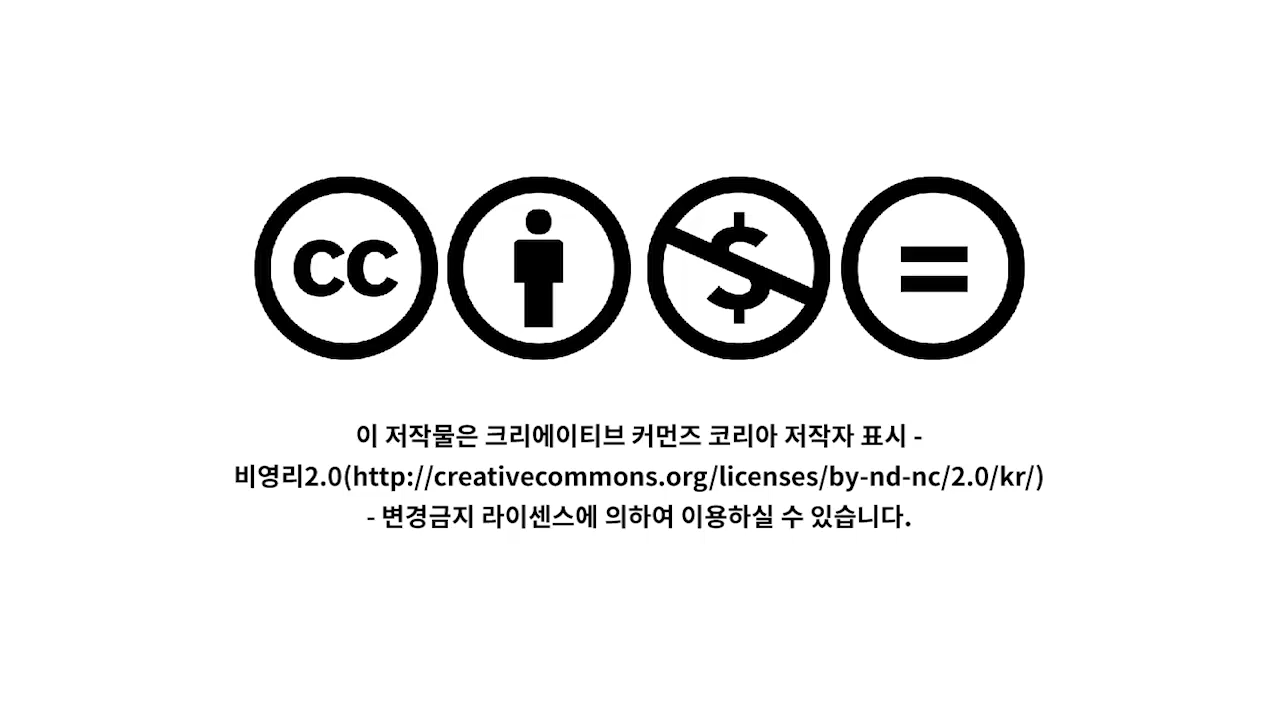 cc
$
=
이 저작물은 크리에이티브 커먼즈 코리아 저작자 표시 -
비영리2.0(http://creativecommons.org/licenses/by-nd-nc/2.0/kr/)
- 변경금지 라이센스에 의하여 이용하실 수 있습니다.